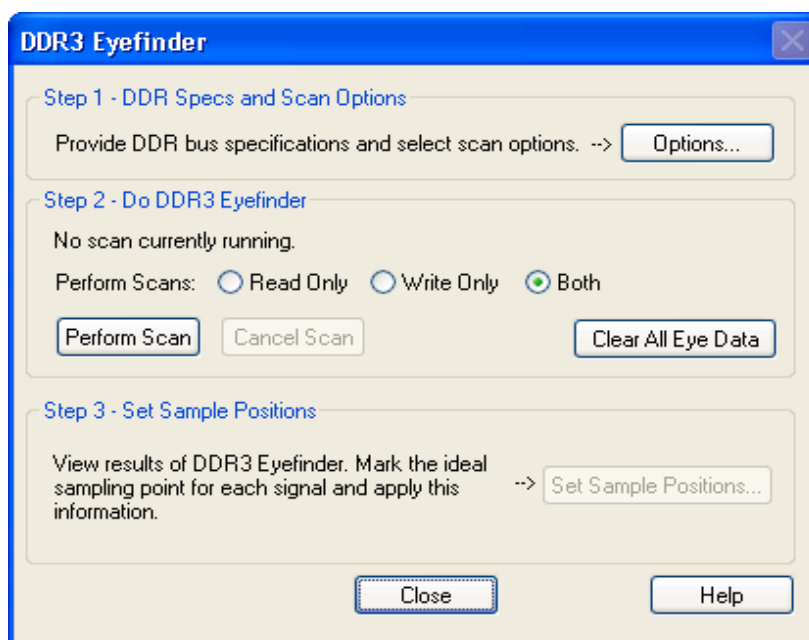 DDR3 Eyefinder
Step 1 - DDR Specs and Scan Options
Provide DDR bus specifications and select scan options. --> Options...
Step 2 - Do DDR3 Eyefinder
No scan currently running.
Perform Scans: Read Only Write Only Both
Perform Scan Cancel Scan Clear All Eye Data
Step 3 - Set Sample Positions
View results of DDR3 Eyefinder. Mark the ideal
sampling point for each signal and apply this --> Set Sample Positions...
information.
Close Help